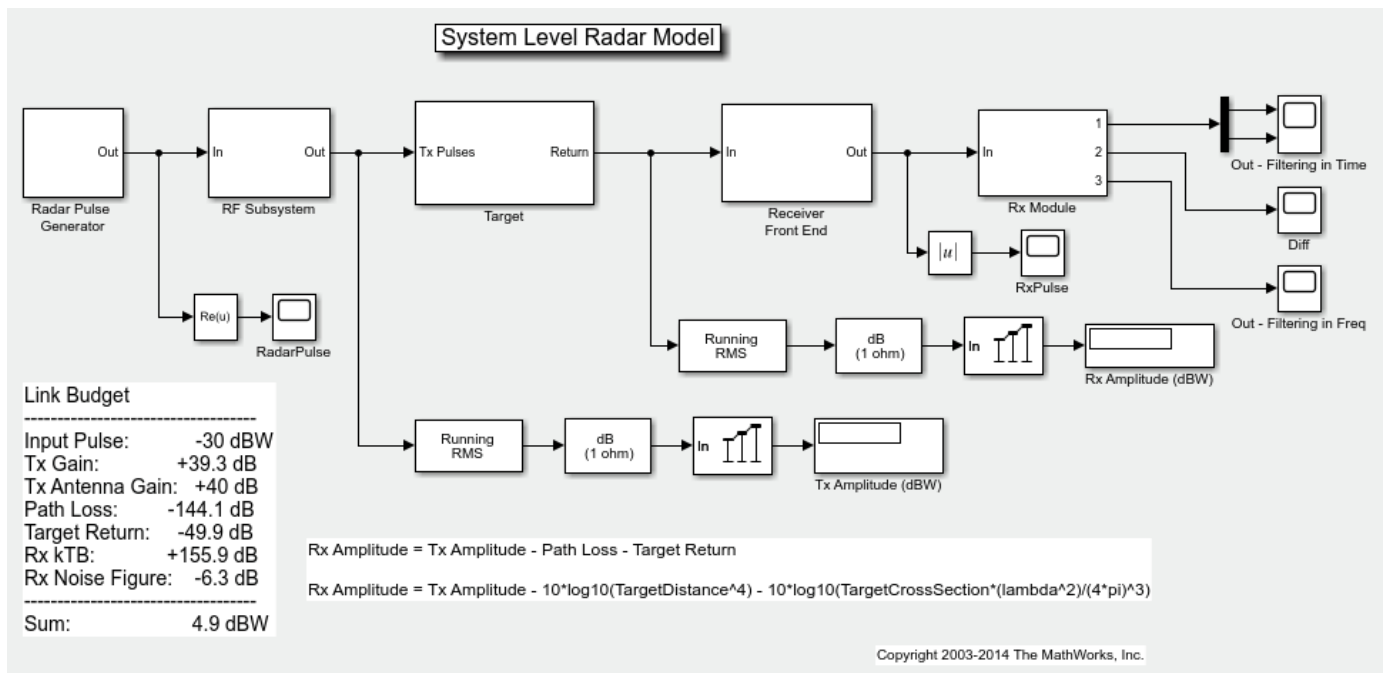 System Level Radar Model
Out
Radar Pulse
Generator
In
Out
RF Subsystem
Tx Pulses
Return
Target
In
Out
Receiver
Front End
In
1
2
3
Rx Module
Out - Filtering in Time
Diff
Out - Filtering in Freq
|u|
RxPulse
Re(u)
RadarPulse
Running
RMS
dB
(1 ohm)
In
Rx Amplitude (dBW)
Running
RMS
dB
(1 ohm)
In
Tx Amplitude (dBW)
Link Budget
-----------------------------------
Input Pulse: -30 dBW
Tx Gain: +39.3 dB
Tx Antenna Gain: +40 dB
Path Loss: -144.1 dB
Target Return: -49.9 dB
Rx kTB: +155.9 dB
Rx Noise Figure: -6.3 dB
-----------------------------------
Sum: 4.9 dBW
Rx Amplitude = Tx Amplitude - Path Loss - Target Return
Rx Amplitude = Tx Amplitude - 10*log10(TargetDistance^4) - 10*log10(TargetCrossSection*(lambda^2)/(4*pi)^3)
Copyright 2003-2014 The MathWorks, Inc.